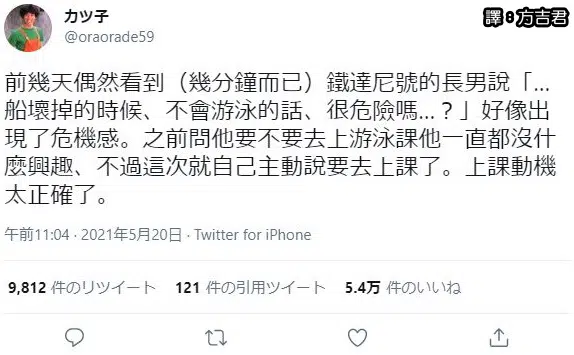 譯:方吉君
カツ子
@oraorade59
前幾天偶然看到（幾分鐘而已）鐵達尼號的長男說「...
船壞掉的時候、不會游泳的話、很危險嗎...？」好像出
現了危機感。之前問他要不要去上游泳課他一直都沒什
麼興趣、不過這次就自己主動說要去上課了。上課動機
太正確了。
午前11:04 · 2021年5月20日 · Twitter for iPhone
9,812 件のリツイート 121 件の引用ツイート 5.4万 件のいいね